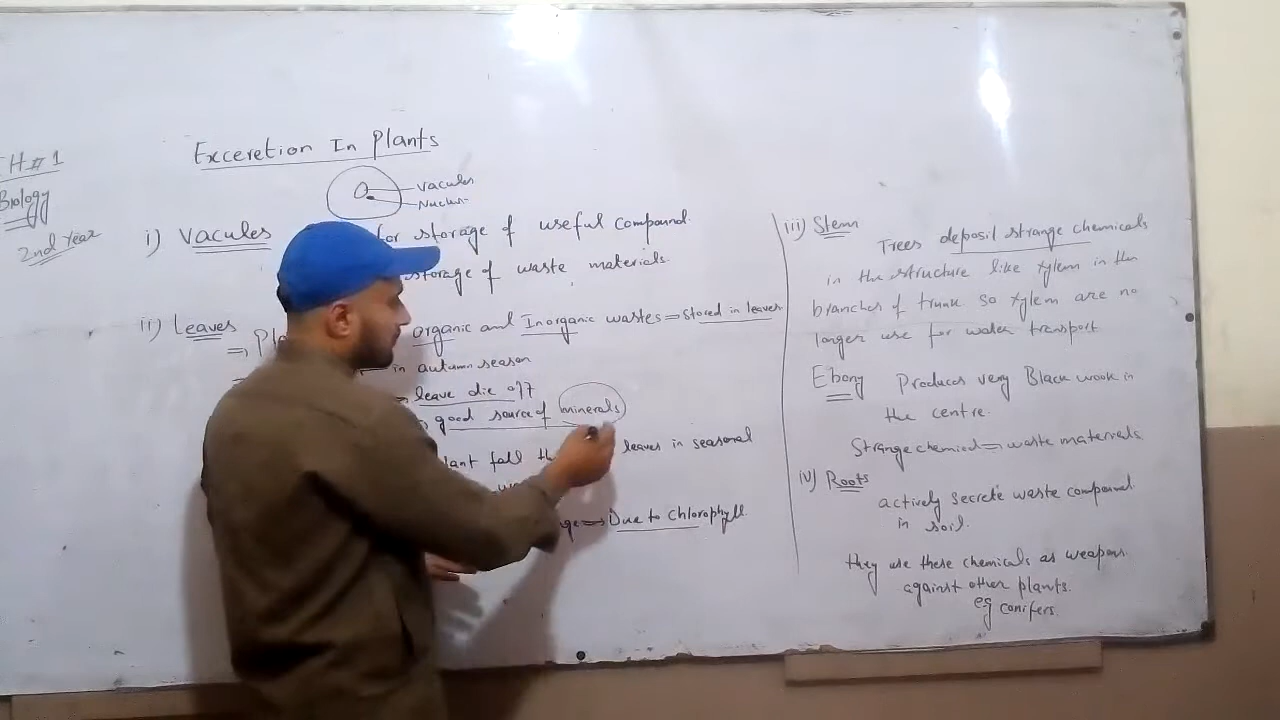 CH#1
Biology
2nd Year
Exceretion In Plants
Vacules
i) Vacules
for storage of useful compound.
storage of waste materials.
ii) Leaves
organic and Inorganic wastes ⇒ stored in leaves
in autumn season
leave die off
good source of minerals
plant fall leaves in seasonal
⇒ Due to chlorophyll.
iii) Stem
Trees deposit strange chemicals
in the structure like xylem in the
branches of trunk so xylem are no
longer use for water transport
Ebony Produces very Black wook in
the centre.
Strange chemical = waste materials.
iv) Roots
actively secrete waste compound
in soil.
they use these chemicals as weapons.
against other plants.
eg conifers.